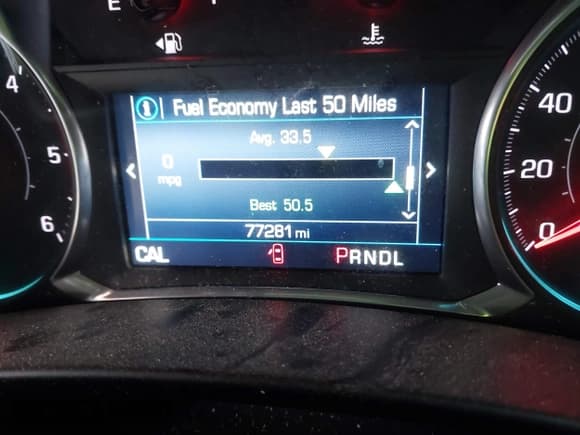 E
4
5
6
Fuel Economy Last 50 Miles
Avg. 33.5
0
mpg
Best 50.5
77281 mi
CAL
PRNDL
40
20
0